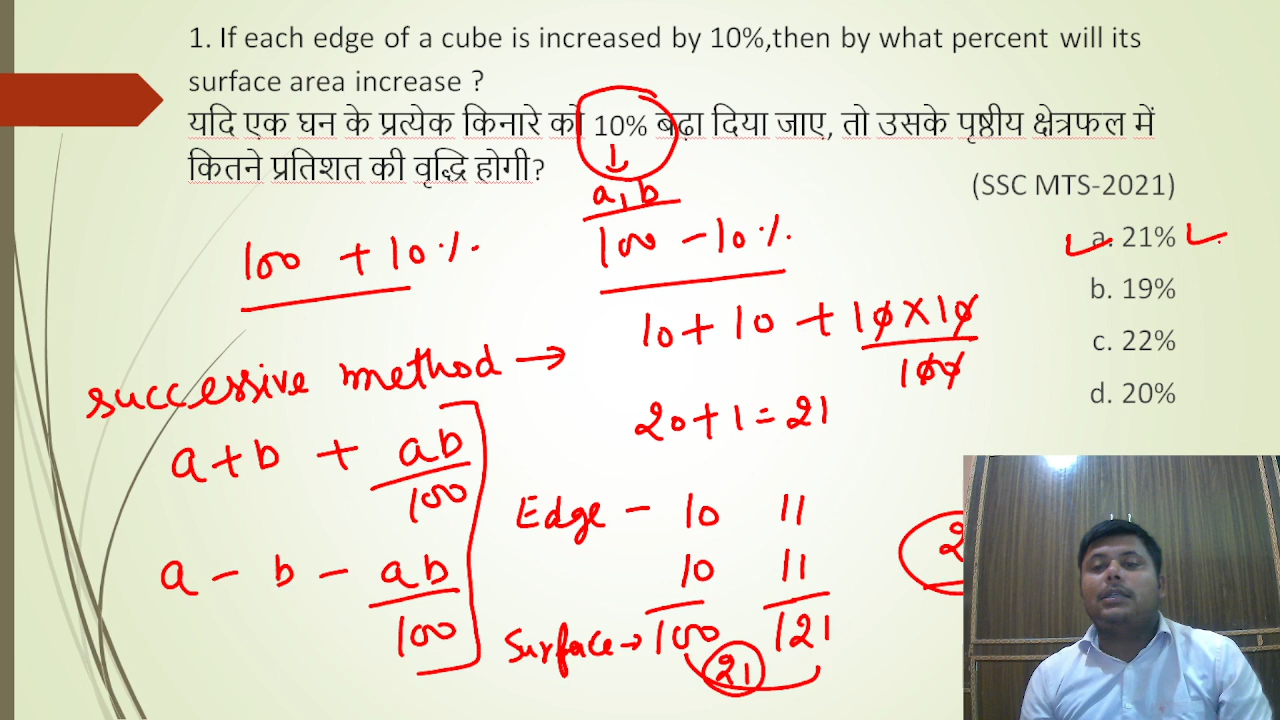 1. If each edge of a cube is increased by 10%,then by what percent will its
surface area increase ?
यदि एक घन के प्रत्येक किनारे को 10% बढ़ा दिया जाए, तो उसके पृष्ठीय क्षेत्रफल में
कितने प्रतिशत की वृद्धि होगी?
(SSC MTS-2021)
a. 21%
b. 19%
c. 22%
d. 20%
a, b
100 + 10%
100 - 10%
10 + 10 + 10 X 10
100
successive method →
20 + 1 = 21
a + b + ab
100
Edge - 10 11
10 11
a - b - ab
100
Surface → 100 121
21
2